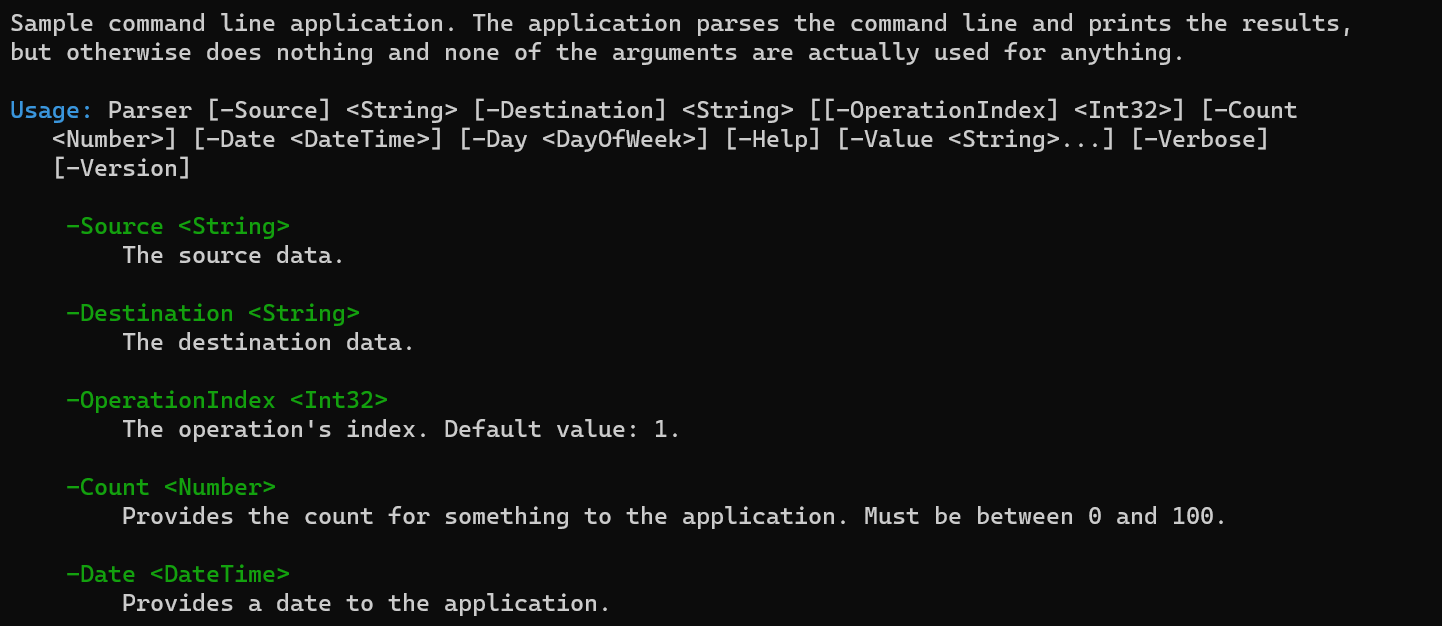 Sample command line application. The application parses the command line and prints the results,
but otherwise does nothing and none of the arguments are actually used for anything.
Usage: Parser [-Source] <String> [-Destination] <String> [[-OperationIndex] <Int32>] [-Count
<Number>] [-Date <DateTime>] [-Day <DayOfWeek>] [-Help] [-Value <String>...] [-Verbose]
[-Version]
-Source <String>
The source data.
-Destination <String>
The destination data.
-OperationIndex <Int32>
The operation's index. Default value: 1.
-Count <Number>
Provides the count for something to the application. Must be between 0 and 100.
-Date <DateTime>
Provides a date to the application.